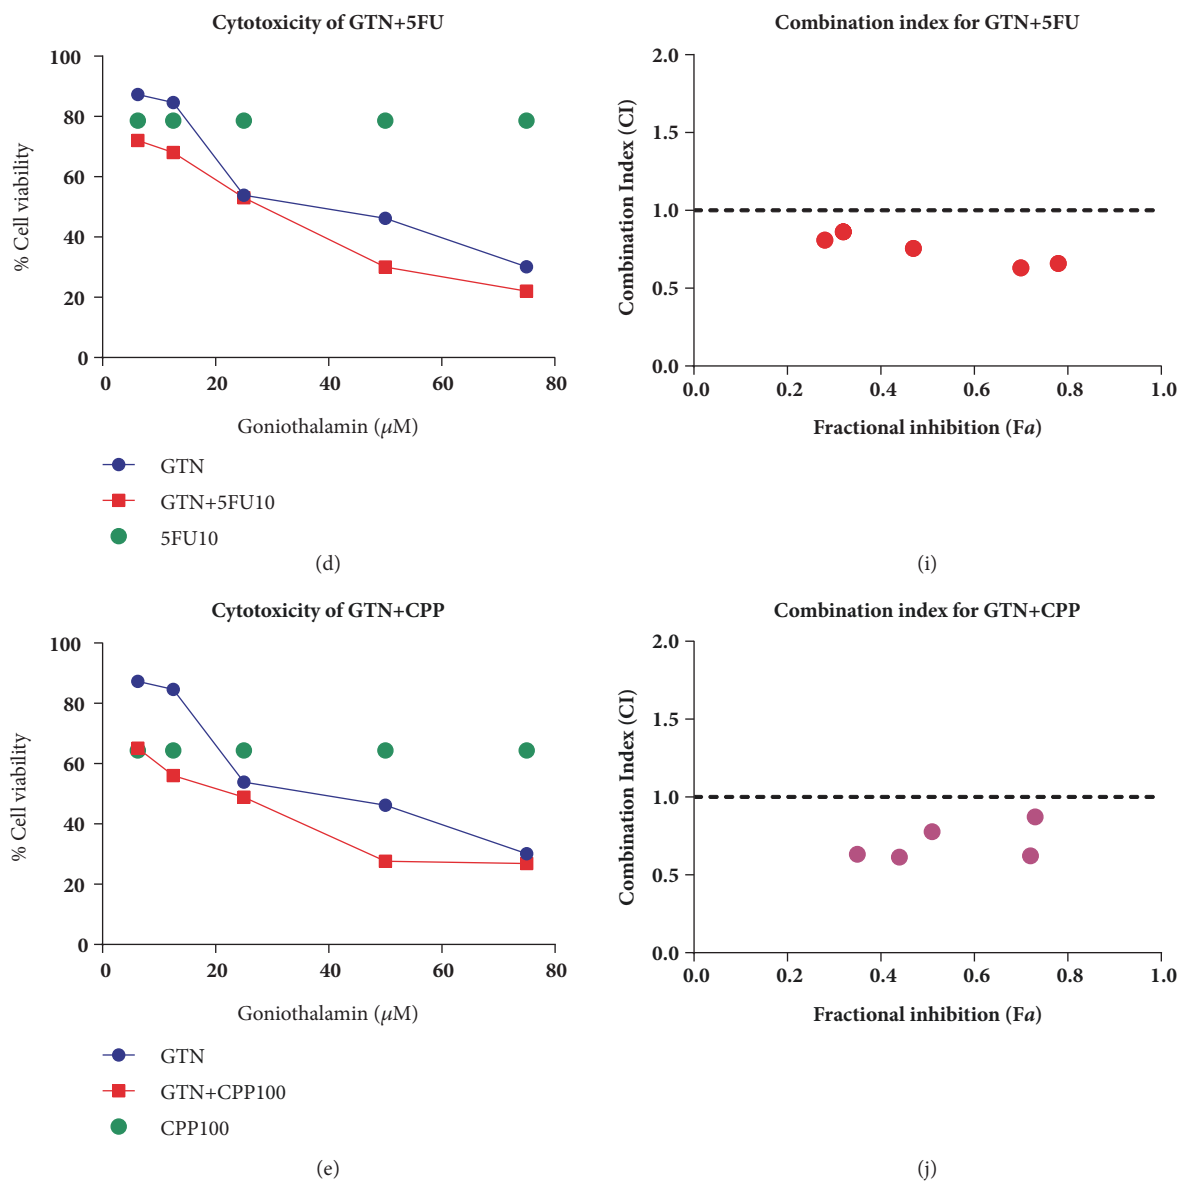 Cytotoxicity of GTN+5FU
100
80
60
40
20
0
% Cell viability
0 20 40 60 80
Goniothalamin (μM)
GTN
GTN+5FU10
5FU10
(d)
Combination index for GTN+5FU
2.0
1.5
1.0
0.5
0.0
Combination Index (CI)
0.0 0.2 0.4 0.6 0.8 1.0
Fractional inhibition (Fa)
(i)
Cytotoxicity of GTN+CPP
100
80
60
40
20
0
% Cell viability
0 20 40 60 80
Goniothalamin (μM)
GTN
GTN+CPP100
CPP100
(e)
Combination index for GTN+CPP
2.0
1.5
1.0
0.5
0.0
Combination Index (CI)
0.0 0.2 0.4 0.6 0.8 1.0
Fractional inhibition (Fa)
(j)